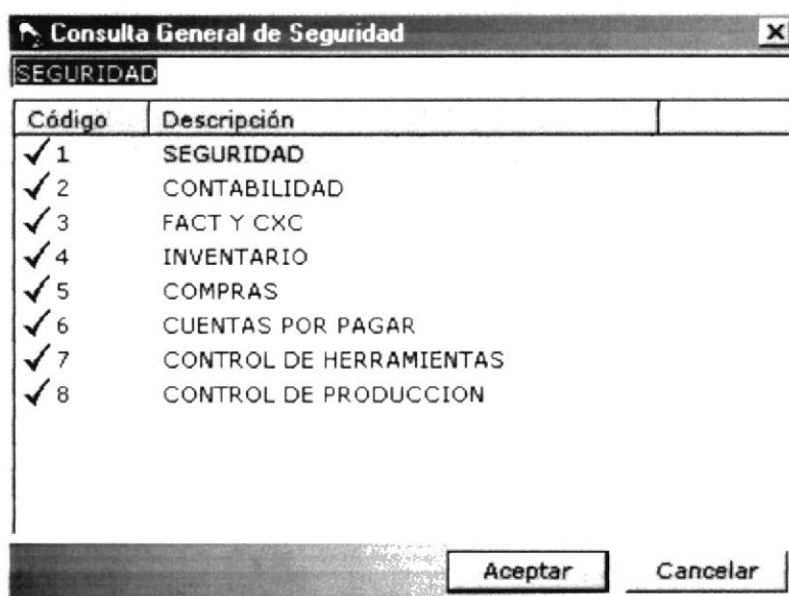 Consulta General de Seguridad
SEGURIDAD
Código Descripción
1 SEGURIDAD
2 CONTABILIDAD
3 FACT Y CXC
4 INVENTARIO
5 COMPRAS
6 CUENTAS POR PAGAR
7 CONTROL DE HERRAMIENTAS
8 CONTROL DE PRODUCCION
Aceptar Cancelar